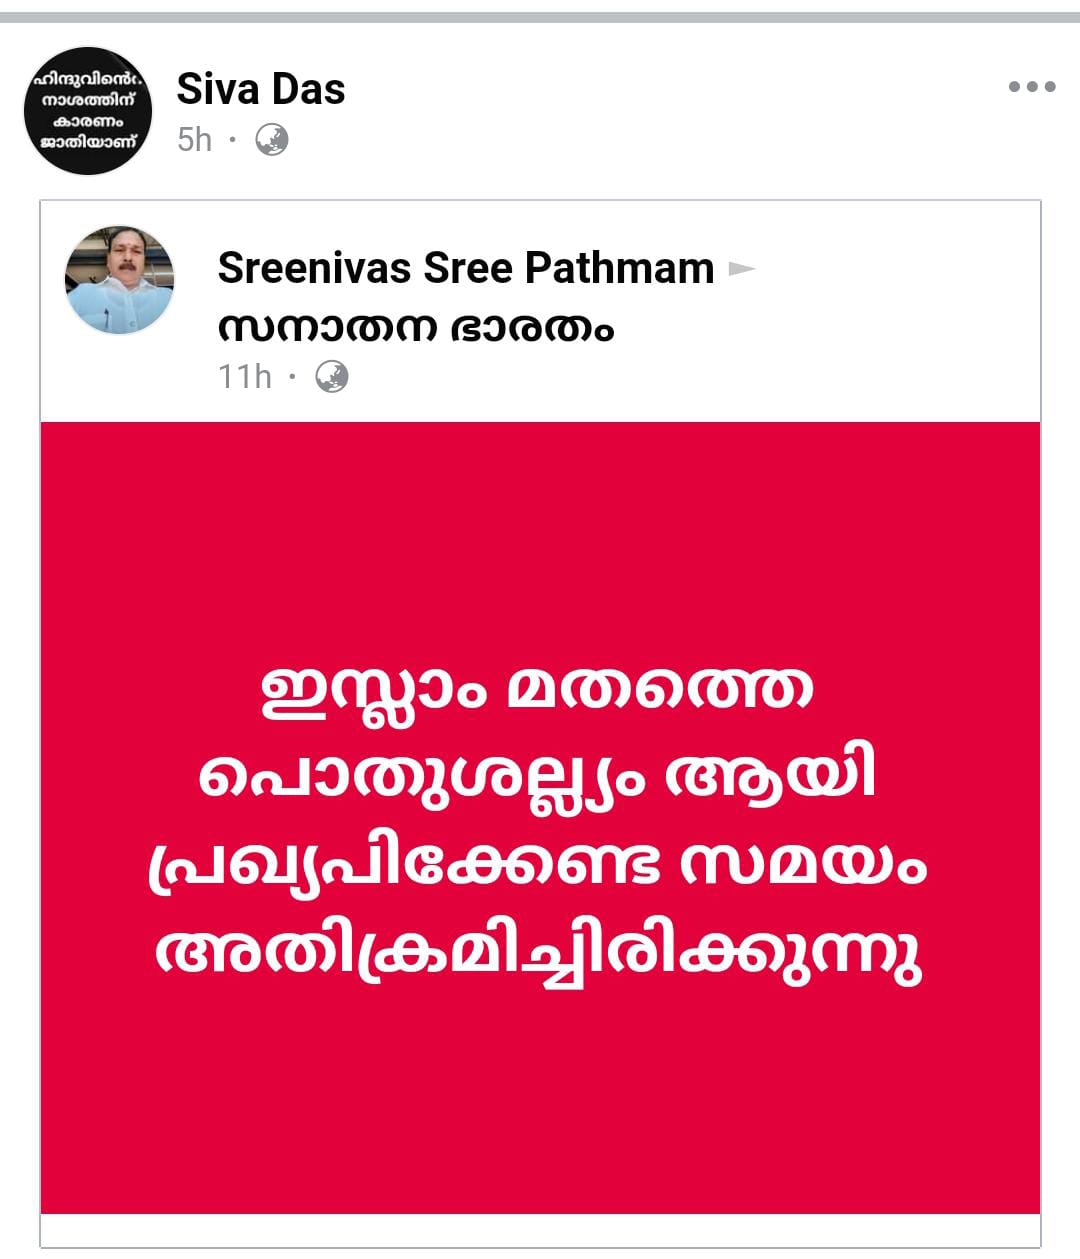 ഹിന്ദുവിൻെറ
നാശത്തിന്
കാരണം
ജാതിയാണ്
Siva Das
5h ·
Sreenivas Sree Pathmam
സനാതന ഭാരതം
11h ·
ഇസ്ലാം മതത്തെ
പൊതുശല്ല്യം ആയി
പ്രഖ്യപിക്കേണ്ട സമയം
അതിക്രമിച്ചിരിക്കുന്നു